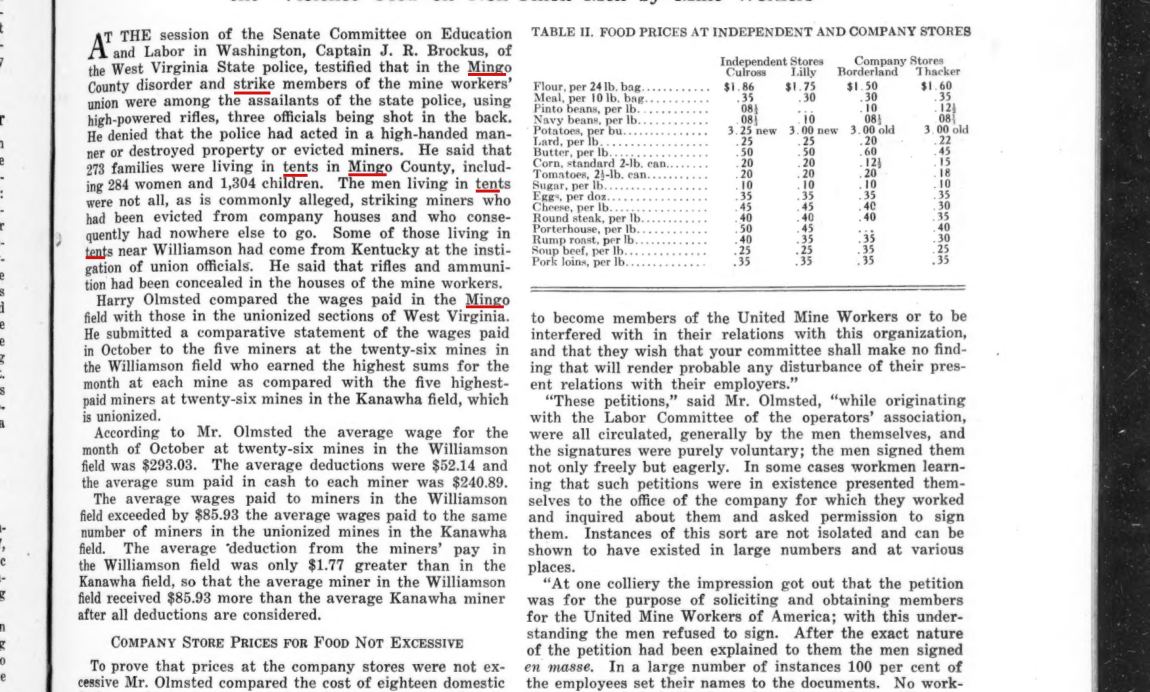 AT THE session of the Senate Committee on Education
and Labor in Washington, Captain J. R. Brockus, of
the West Virginia State police, testified that in the Mingo
County disorder and strike members of the mine workers'
union were among the assailants of the state police, using
high-powered rifles, three officials being shot in the back.
He denied that the police had acted in a high-handed man-
ner or destroyed property or evicted miners. He said that
273 families were living in tents in Mingo County, includ-
ing 284 women and 1,304 children. The men living in tents
were not all, as is commonly alleged, striking miners who
had been evicted from company houses and who conse-
quently had nowhere else to go. Some of those living in
tents near Williamson had come from Kentucky at the insti-
gation of union officials. He said that rifles and ammuni-
tion had been concealed in the houses of the mine workers.
Harry Olmsted compared the wages paid in the Mingo
field with those in the unionized sections of West Virginia.
He submitted a comparative statement of the wages paid
in October to the five miners at the twenty-six mines in
the Williamson field who earned the highest sums for the
month at each mine as compared with the five highest-
paid miners at twenty-six mines in the Kanawha field, which
is unionized.
According to Mr. Olmsted the average wage for the
month of October at twenty-six mines in the Williamson
field was $293.03. The average deductions were $52.14 and
the average sum paid in cash to each miner was $240.89.
The average wages paid to miners in the Williamson
field exceeded by $85.93 the average wages paid to the same
number of miners in the unionized mines in the Kanawha
field. The average deduction from the miners' pay in
the Williamson field was only $1.77 greater than in the
Kanawha field, so that the average miner in the Williamson
field received $85.93 more than the average Kanawha miner
after all deductions are considered.
COMPANY STORE PRICES FOR FOOD NOT EXCESSIVE
To prove that prices at the company stores were not ex-
cessive Mr. Olmsted compared the cost of eighteen domestic
TABLE II. FOOD PRICES AT INDEPENDENT AND COMPANY STORES
Independent Stores Company Stores
Culross Lilly Borderland Thacker
Flour, per 24 lb. bag............ $1.86 $1.75 $1.50 $1.60
Meal, per 10 lb. bag............ .35 .30 .30 .35
Pinto beans, per lb............. 08½ ... .10 .12½
Navy beans, per lb............. .08½ .10 08½ 08½
Potatoes, per bu............... 3.25 new 3.00 new 3.00 old 3.00 old
Lard, per lb................... .25 .25 .20 .22
Butter, per lb.................. .50 .50 .60 .45
Corn, standard 2-lb. can........ .20 .20 .12½ .15
Tomatoes, 2½-lb. can........... .20 .20 .20 .18
Sugar, per lb.................. .10 .10 .10 .10
Eggs, per doz.................. .35 .35 .35 .35
Cheese, per lb................. .45 .45 .40 .30
Round steak, per lb............ .40 .40 .40 .35
Porterhouse, per lb............ .50 .45 ... .40
Rump roast, per lb............. .40 .35 .35 .30
Soup beef, per lb.............. .25 .25 .35 .25
Pork loins, per lb.............. .35 .35 .35 .35
to become members of the United Mine Workers or to be
interfered with in their relations with this organization,
and that they wish that your committee shall make no find-
ing that will render probable any disturbance of their pres-
ent relations with their employers."
"These petitions," said Mr. Olmsted, "while originating
with the Labor Committee of the operators' association,
were all circulated, generally by the men themselves, and
the signatures were purely voluntary; the men signed them
not only freely but eagerly. In some cases workmen learn-
ing that such petitions were in existence presented them-
selves to the office of the company for which they worked
and inquired about them and asked permission to sign
them. Instances of this sort are not isolated and can be
shown to have existed in large numbers and at various
places.
"At one colliery the impression got out that the petition
was for the purpose of soliciting and obtaining members
for the United Mine Workers of America; with this under-
standing the men refused to sign. After the exact nature
of the petition had been explained to them the men signed
en masse. In a large number of instances 100 per cent of
the employees set their names to the documents. No work-